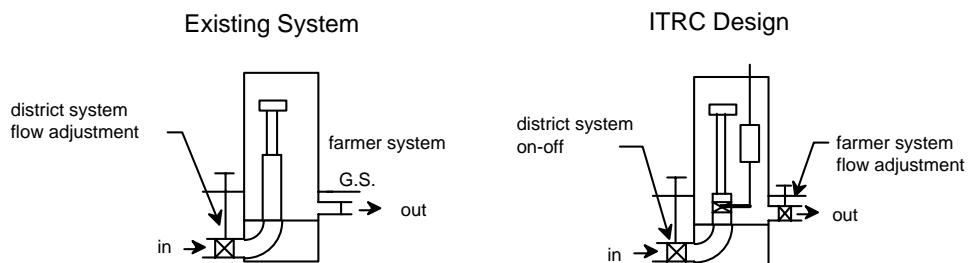 Existing System
district system
flow adjustment
farmer system
G.S.
out
in
ITRC Design
district system
on-off
farmer system
flow adjustment
out
in